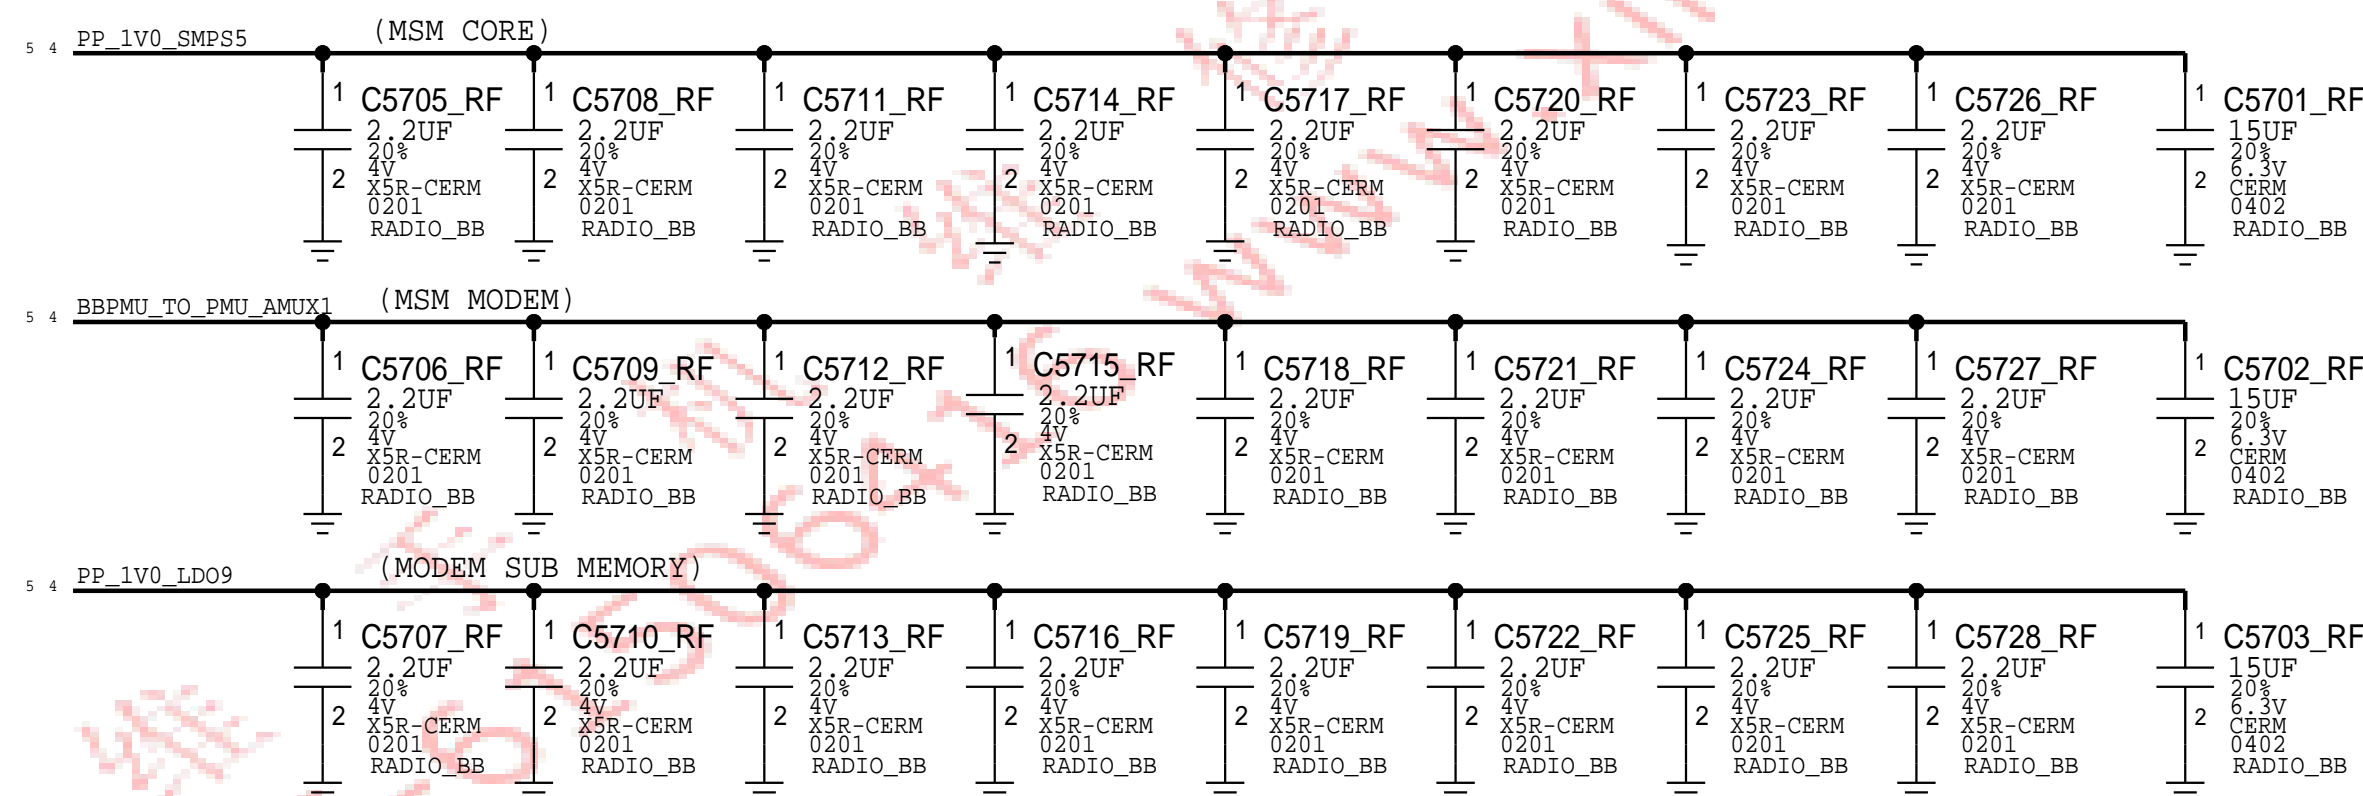 (MSM CORE)
5 4 PP_1V0_SMPS5
1 C5705_RF 1 C5708_RF 1 C5711_RF 1 C5714_RF 1 C5717_RF 1 C5720_RF 1 C5723_RF 1 C5726_RF 1 C5701_RF
2.2UF 2.2UF 2.2UF 2.2UF 2.2UF 2.2UF 2.2UF 2.2UF 15UF
20% 20% 20% 20% 20% 20% 20% 20% 20%
4V 4V 4V 4V 4V 4V 4V 4V 6.3V
2 X5R-CERM 2 X5R-CERM 2 X5R-CERM 2 X5R-CERM 2 X5R-CERM 2 X5R-CERM 2 X5R-CERM 2 X5R-CERM 2 CERM
0201 0201 0201 0201 0201 0201 0201 0201 0402
RADIO_BB RADIO_BB RADIO_BB RADIO_BB RADIO_BB RADIO_BB RADIO_BB RADIO_BB RADIO_BB
(MSM MODEM)
5 4 BBPMU_TO_PMU_AMUX1
1 C5706_RF 1 C5709_RF 1 C5712_RF 1 C5715_RF 1 C5718_RF 1 C5721_RF 1 C5724_RF 1 C5727_RF 1 C5702_RF
2.2UF 2.2UF 2.2UF 2.2UF 2.2UF 2.2UF 2.2UF 2.2UF 15UF
20% 20% 20% 20% 20% 20% 20% 20% 20%
4V 4V 4V 4V 4V 4V 4V 4V 6.3V
2 X5R-CERM 2 X5R-CERM 2 X5R-CERM 2 X5R-CERM 2 X5R-CERM 2 X5R-CERM 2 X5R-CERM 2 X5R-CERM 2 CERM
0201 0201 0201 0201 0201 0201 0201 0201 0402
RADIO_BB RADIO_BB RADIO_BB RADIO_BB RADIO_BB RADIO_BB RADIO_BB RADIO_BB RADIO_BB
(MODEM SUB MEMORY)
5 4 PP_1V0_LDO9
1 C5707_RF 1 C5710_RF 1 C5713_RF 1 C5716_RF 1 C5719_RF 1 C5722_RF 1 C5725_RF 1 C5728_RF 1 C5703_RF
2.2UF 2.2UF 2.2UF 2.2UF 2.2UF 2.2UF 2.2UF 2.2UF 15UF
20% 20% 20% 20% 20% 20% 20% 20% 20%
4V 4V 4V 4V 4V 4V 4V 4V 6.3V
2 X5R-CERM 2 X5R-CERM 2 X5R-CERM 2 X5R-CERM 2 X5R-CERM 2 X5R-CERM 2 X5R-CERM 2 X5R-CERM 2 CERM
0201 0201 0201 0201 0201 0201 0201 0201 0402
RADIO_BB RADIO_BB RADIO_BB RADIO_BB RADIO_BB RADIO_BB RADIO_BB RADIO_BB RADIO_BB